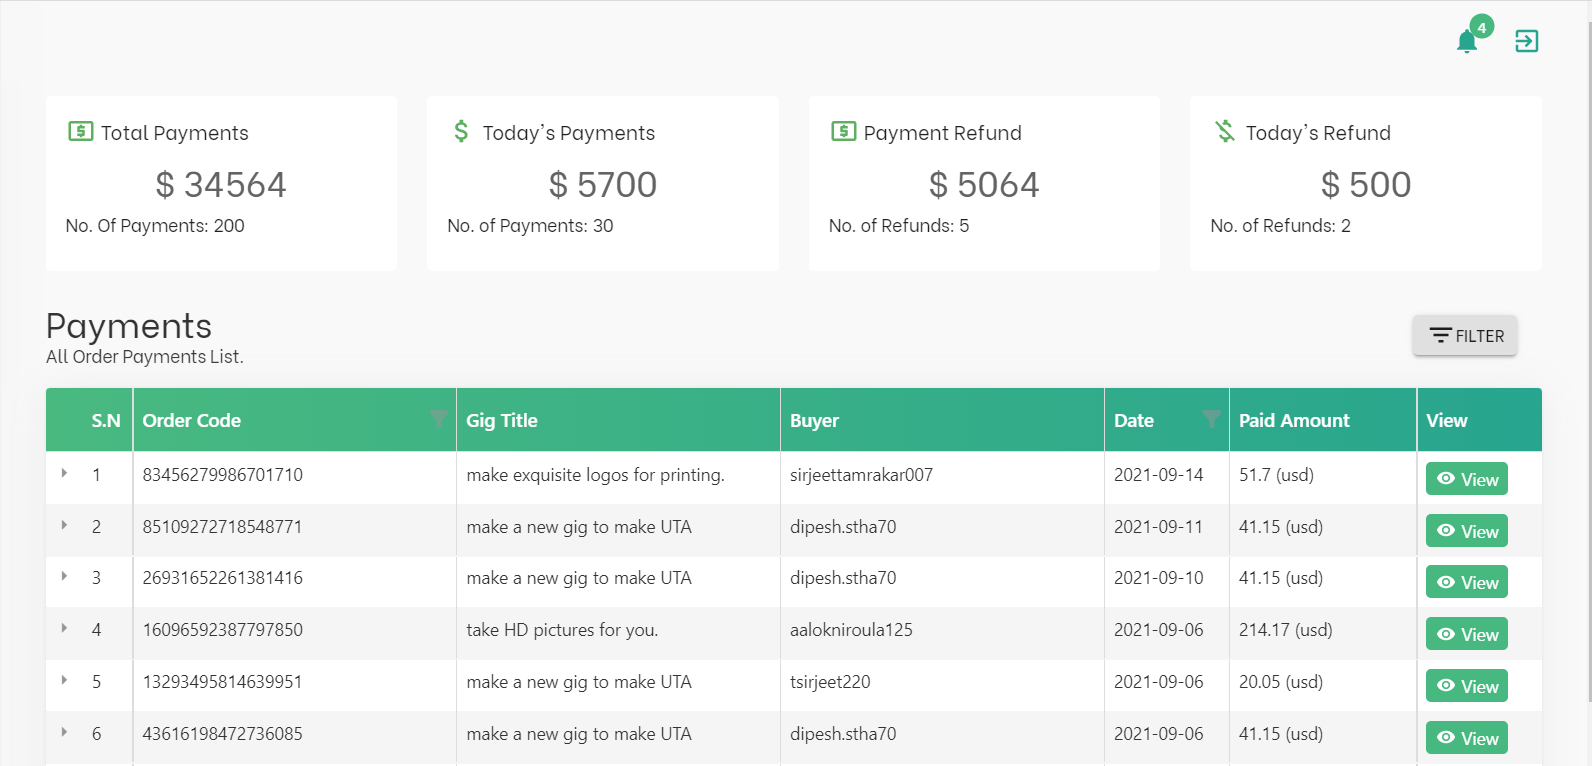 4
Total Payments
$ 34564
No. Of Payments: 200
Today's Payments
$ 5700
No. of Payments: 30
Payment Refund
$ 5064
No. of Refunds: 5
Today's Refund
$ 500
No. of Refunds: 2
Payments
All Order Payments List.
FILTER
S.N Order Code Gig Title Buyer Date Paid Amount View
1 83456279986701710 make exquisite logos for printing. sirjeettamrakar007 2021-09-14 51.7 (usd) View
2 85109272718548771 make a new gig to make UTA dipesh.stha70 2021-09-11 41.15 (usd) View
3 26931652261381416 make a new gig to make UTA dipesh.stha70 2021-09-10 41.15 (usd) View
4 16096592387797850 take HD pictures for you. aalokniroula125 2021-09-06 214.17 (usd) View
5 13293495814639951 make a new gig to make UTA tsirjeet220 2021-09-06 20.05 (usd) View
6 43616198472736085 make a new gig to make UTA dipesh.stha70 2021-09-06 41.15 (usd) View